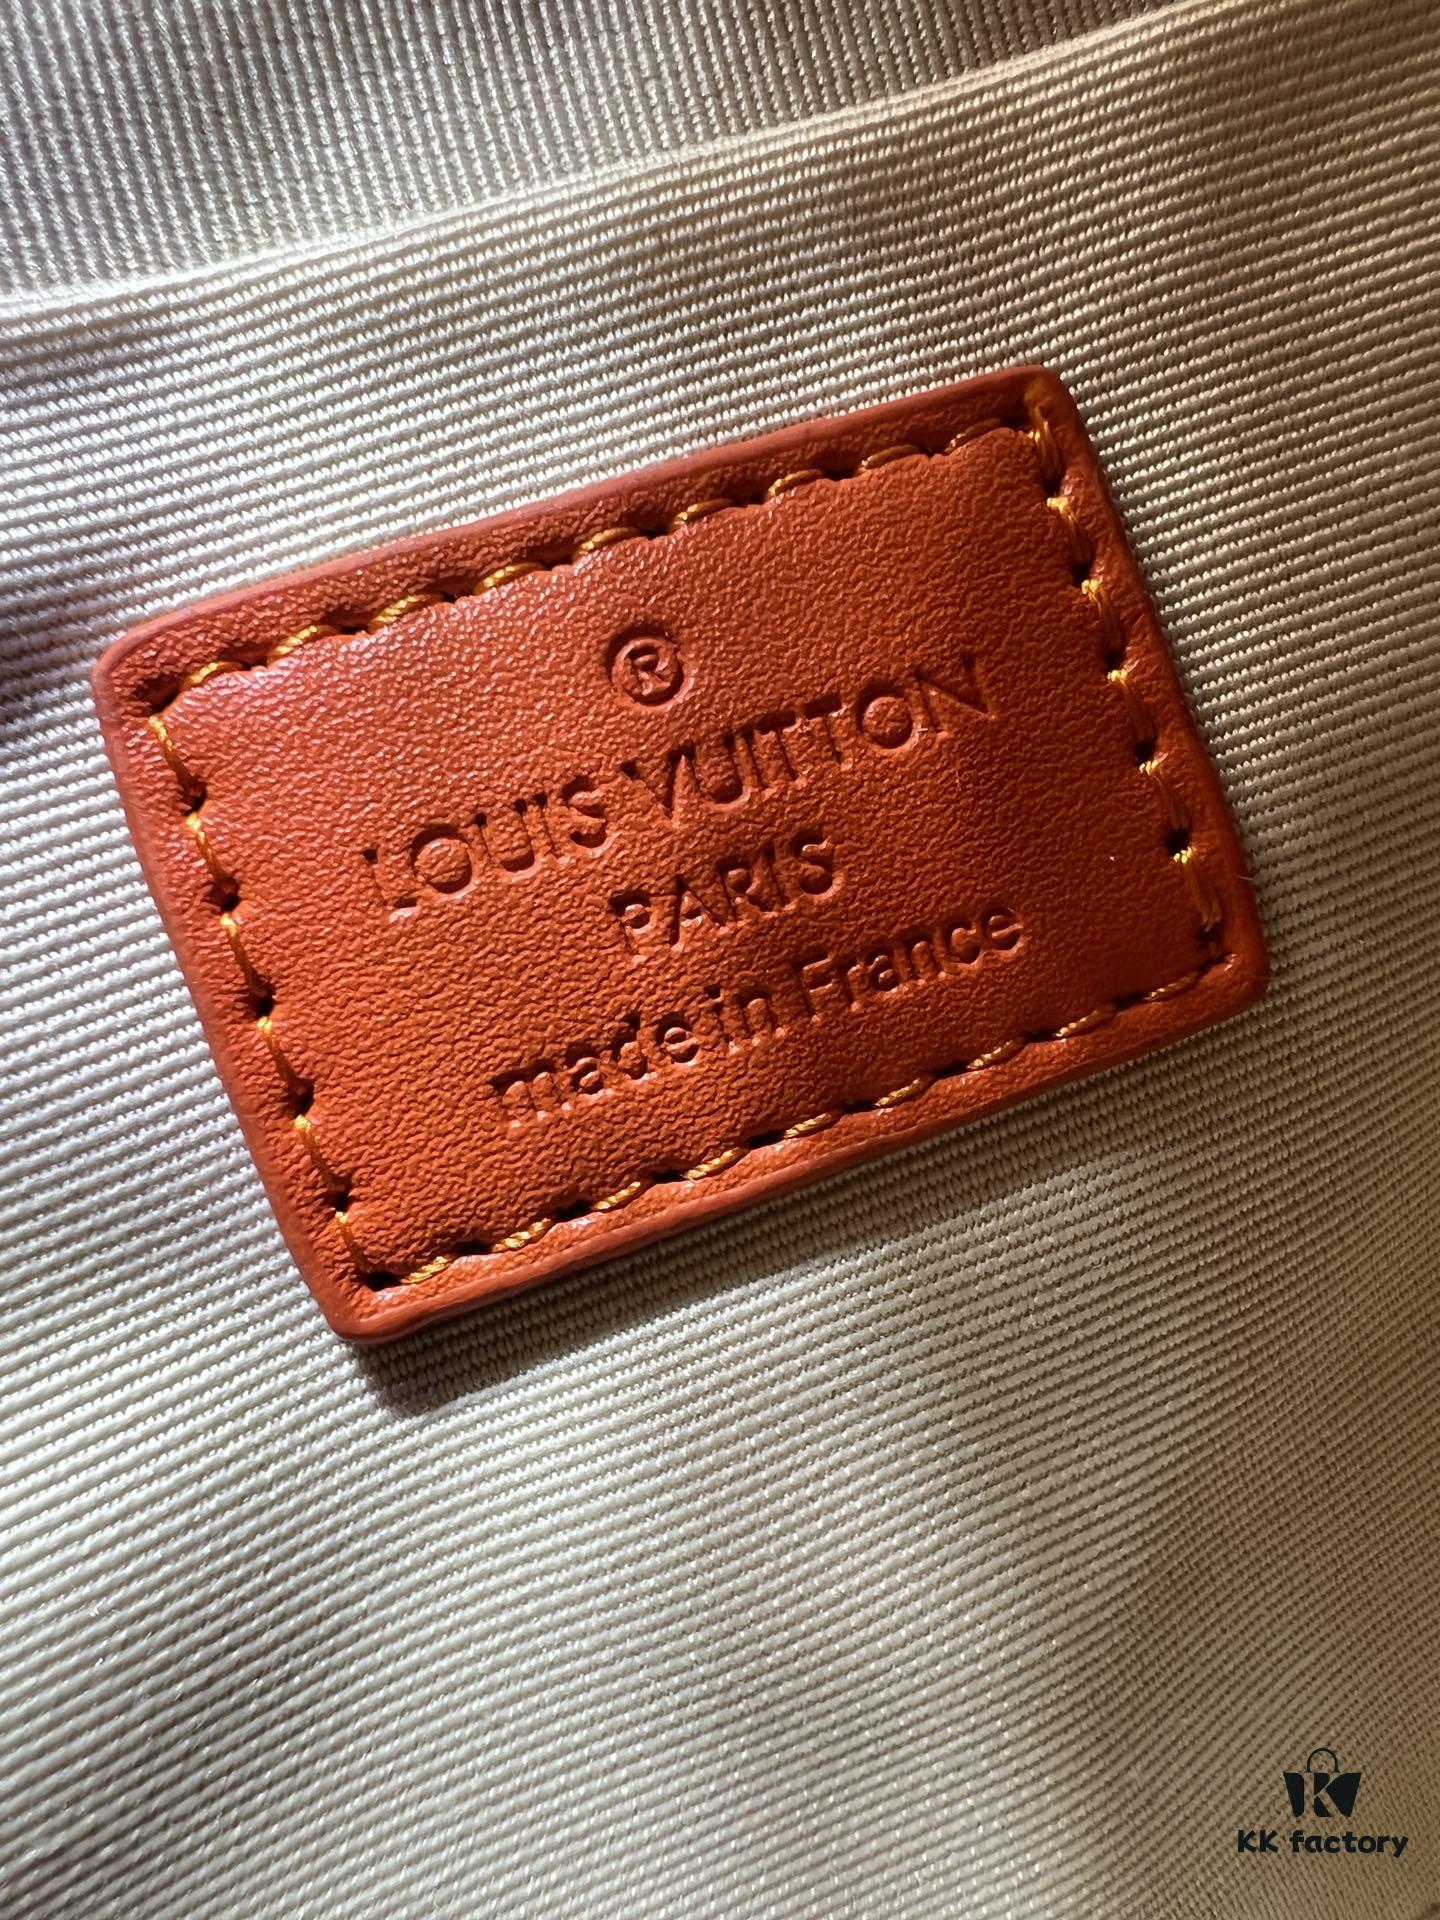 ®
LOUIS VUITTON
PARIS
made in France
KK factory